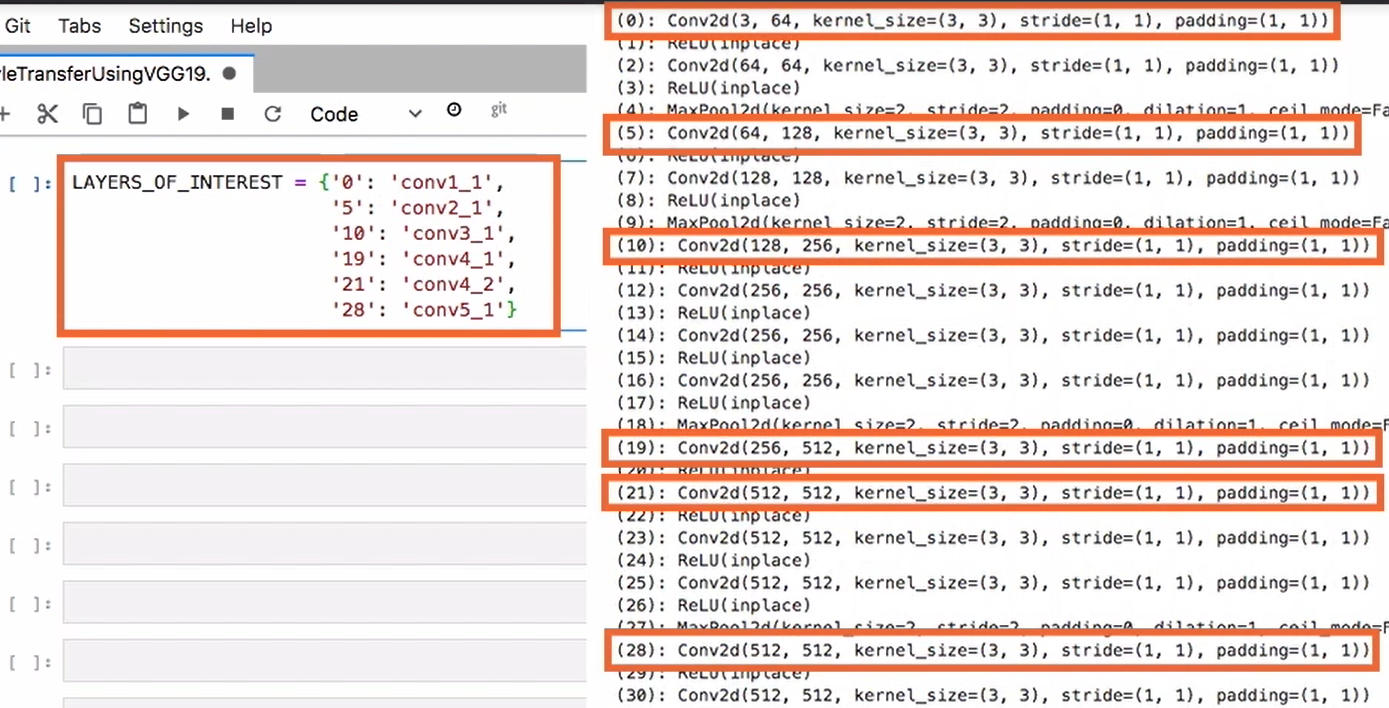 Git Tabs Settings Help
leTransferUsingVGG19.
Code git
[ ]: LAYERS_OF_INTEREST = {'0': 'conv1_1',
'5': 'conv2_1',
'10': 'conv3_1',
'19': 'conv4_1',
'21': 'conv4_2',
'28': 'conv5_1'}
[ ]:
[ ]:
[ ]:
[ ]:
[ ]:
[ ]:
(0): Conv2d(3, 64, kernel_size=(3, 3), stride=(1, 1), padding=(1, 1))
(1): ReLU(inplace)
(2): Conv2d(64, 64, kernel_size=(3, 3), stride=(1, 1), padding=(1, 1))
(3): ReLU(inplace)
(4): MaxPool2d(kernel_size=2, stride=2, padding=0, dilation=1, ceil_mode=Fa
(5): Conv2d(64, 128, kernel_size=(3, 3), stride=(1, 1), padding=(1, 1))
(6): ReLU(inplace)
(7): Conv2d(128, 128, kernel_size=(3, 3), stride=(1, 1), padding=(1, 1))
(8): ReLU(inplace)
(9): MaxPool2d(kernel_size=2, stride=2, padding=0, dilation=1, ceil_mode=Fa
(10): Conv2d(128, 256, kernel_size=(3, 3), stride=(1, 1), padding=(1, 1))
(11): ReLU(inplace)
(12): Conv2d(256, 256, kernel_size=(3, 3), stride=(1, 1), padding=(1, 1))
(13): ReLU(inplace)
(14): Conv2d(256, 256, kernel_size=(3, 3), stride=(1, 1), padding=(1, 1))
(15): ReLU(inplace)
(16): Conv2d(256, 256, kernel_size=(3, 3), stride=(1, 1), padding=(1, 1))
(17): ReLU(inplace)
(18): MaxPool2d(kernel_size=2, stride=2, padding=0, dilation=1, ceil_mode=F
(19): Conv2d(256, 512, kernel_size=(3, 3), stride=(1, 1), padding=(1, 1))
(20): ReLU(inplace)
(21): Conv2d(512, 512, kernel_size=(3, 3), stride=(1, 1), padding=(1, 1))
(22): ReLU(inplace)
(23): Conv2d(512, 512, kernel_size=(3, 3), stride=(1, 1), padding=(1, 1))
(24): ReLU(inplace)
(25): Conv2d(512, 512, kernel_size=(3, 3), stride=(1, 1), padding=(1, 1))
(26): ReLU(inplace)
(27): MaxPool2d(kernel_size=2, stride=2, padding=0, dilation=1, ceil_mode=F
(28): Conv2d(512, 512, kernel_size=(3, 3), stride=(1, 1), padding=(1, 1))
(29): ReLU(inplace)
(30): Conv2d(512, 512, kernel_size=(3, 3), stride=(1, 1), padding=(1, 1))